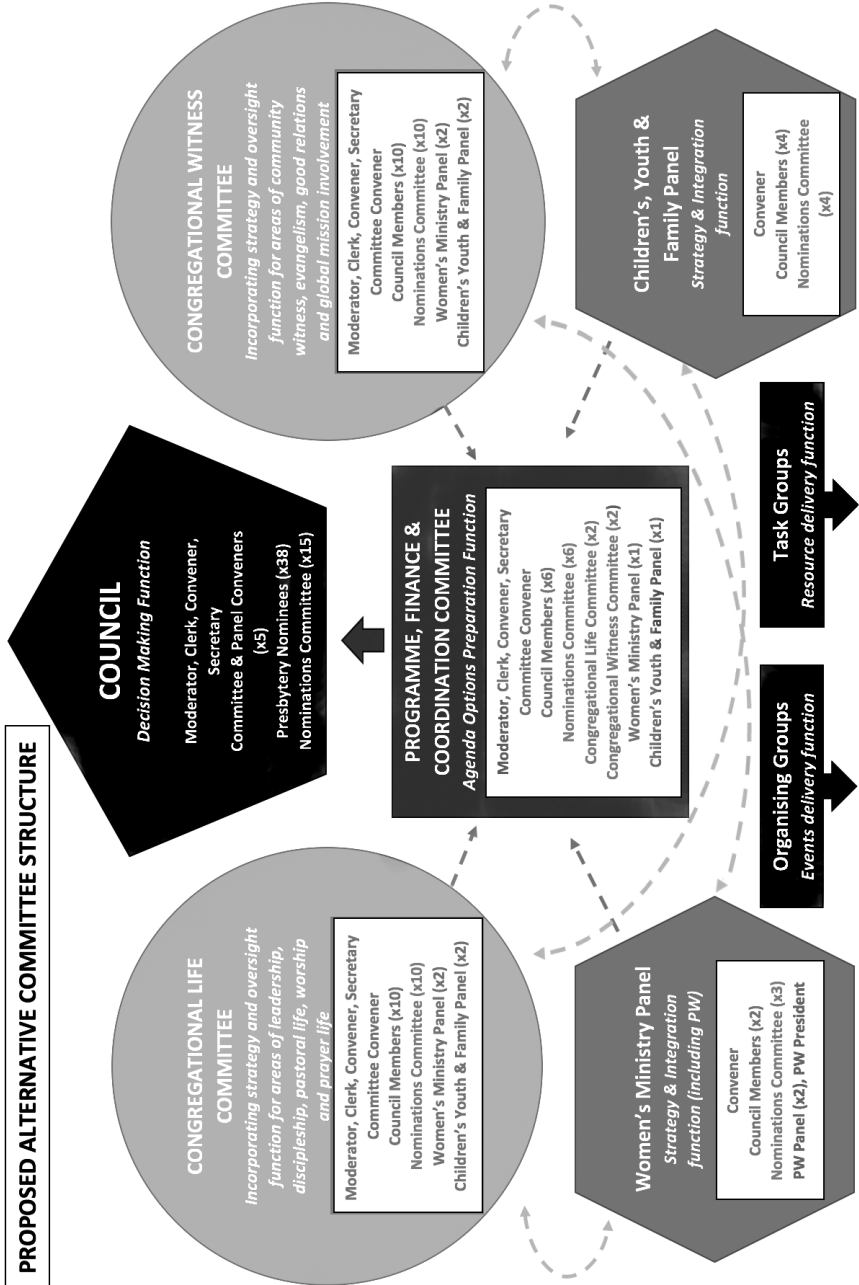 PROPOSED ALTERNATIVE COMMITTEE STRUCTURE
CONGREGATIONAL LIFE
COMMITTEE
Incorporating strategy and oversight
function for areas of leadership,
discipleship, pastoral life, worship
and prayer life
Moderator, Clerk, Convener, Secretary
Committee Convener
Council Members (x10)
Nominations Committee (x10)
Women's Ministry Panel (x2)
Children's Youth & Family Panel (x2)
COUNCIL
Decision Making Function
Moderator, Clerk, Convener,
Secretary
Committee & Panel Conveners
(x5)
Presbytery Nominees (x38)
Nominations Committee (x15)
CONGREGATIONAL WITNESS
COMMITTEE
Incorporating strategy and oversight
function for areas of community
witness, evangelism, good relations
and global mission involvement
Moderator, Clerk, Convener, Secretary
Committee Convener
Council Members (x10)
Nominations Committee (x10)
Women's Ministry Panel (x2)
Children's Youth & Family Panel (x2)
PROGRAMME, FINANCE &
COORDINATION COMMITTEE
Agenda Options Preparation Function
Moderator, Clerk, Convener, Secretary
Committee Convener
Council Members (x6)
Nominations Committee (x6)
Congregational Life Committee (x2)
Congregational Witness Committee (x2)
Women's Ministry Panel (x1)
Children's Youth & Family Panel (x1)
Women's Ministry Panel
Strategy & Integration
function (including PW)
Convener
Council Members (x2)
Nominations Committee (x3)
PW Panel (x2), PW President
Organising Groups
Events delivery function
Task Groups
Resource delivery function
Children's, Youth &
Family Panel
Strategy & Integration
function
Convener
Council Members (x4)
Nominations Committee
(x4)